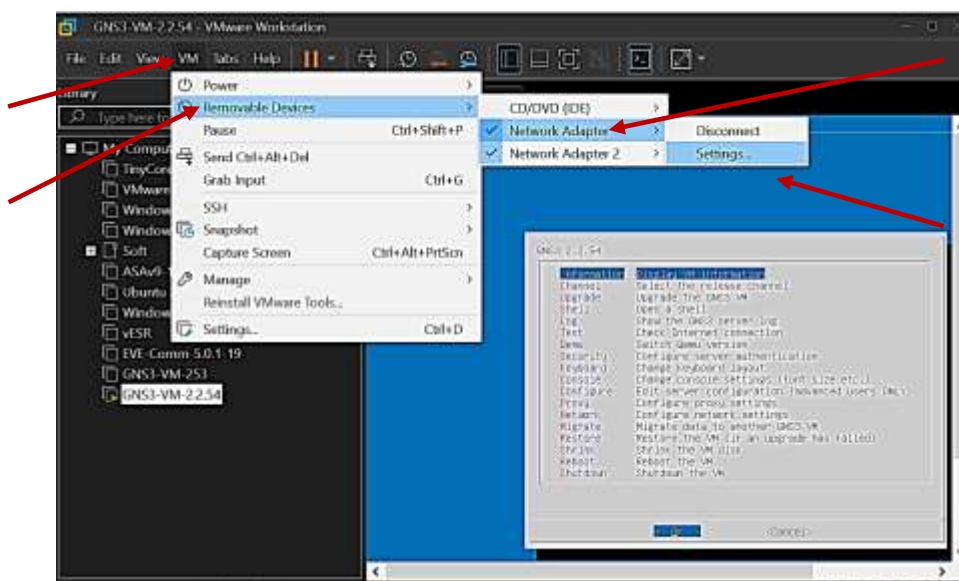 GNS3-VM-2.2.54 - VMware Workstation
File Edit View VM Tabs Help
Library
Type here to
My Compu
TinyCore
VMware
Window
Window
Soft
ASAv9-1
Ubuntu
Window
vESR
EVE-Comm-5.0.1-19
GNS3-VM-253
GNS3-VM-2.2.54
Power
Removable Devices
Pause Ctrl+Shift+P
Send Ctrl+Alt+Del
Grab Input Ctrl+G
SSH
Snapshot
Capture Screen Ctrl+Alt+PrtScn
Manage
Reinstall VMware Tools...
Settings... Ctrl+D
CD/DVD (IDE)
Network Adapter
Network Adapter 2
Disconnect
Settings...
GNS3 2.2.54
Information Display VM information
Channel Select the release channel
Upgrade Upgrade the GNS3 VM
Shell Open a shell
Log Show the GNS3 server log
Test Check Internet connection
Qemu Switch Qemu version
Security Configure server authentication
Keyboard Change keyboard layout
Console Change console settings (font size etc.)
Configure Edit server configuration (advanced users ONLY)
Proxy Configure proxy settings
Network Configure network settings
Migrate Migrate data to another GNS3 VM
Restore Restore the VM (if an upgrade has failed)
Shrink Shrink the VM disk
Reboot Reboot the VM
Shutdown Shutdown the VM
<Cancel>